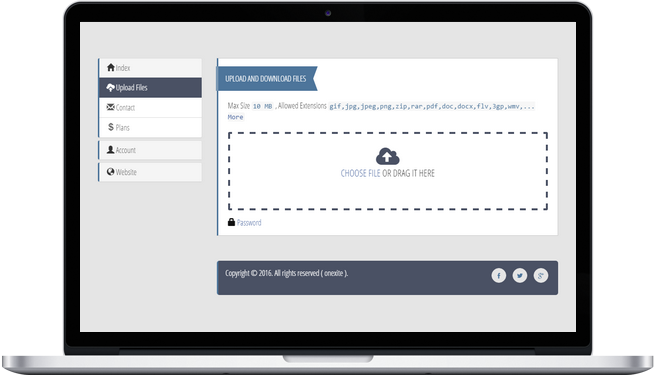 Index
Upload Files
Contact
Plans
Account
Website
UPLOAD AND DOWNLOAD FILES
Max Size 10 MB , Allowed Extensions gif,jpg,jpeg,png,zip,rar,pdf,doc,docx,flv,3gp,wmv,...
More
CHOOSE FILE OR DRAG IT HERE
Password
Copyright © 2016. All rights reserved ( onexite ).